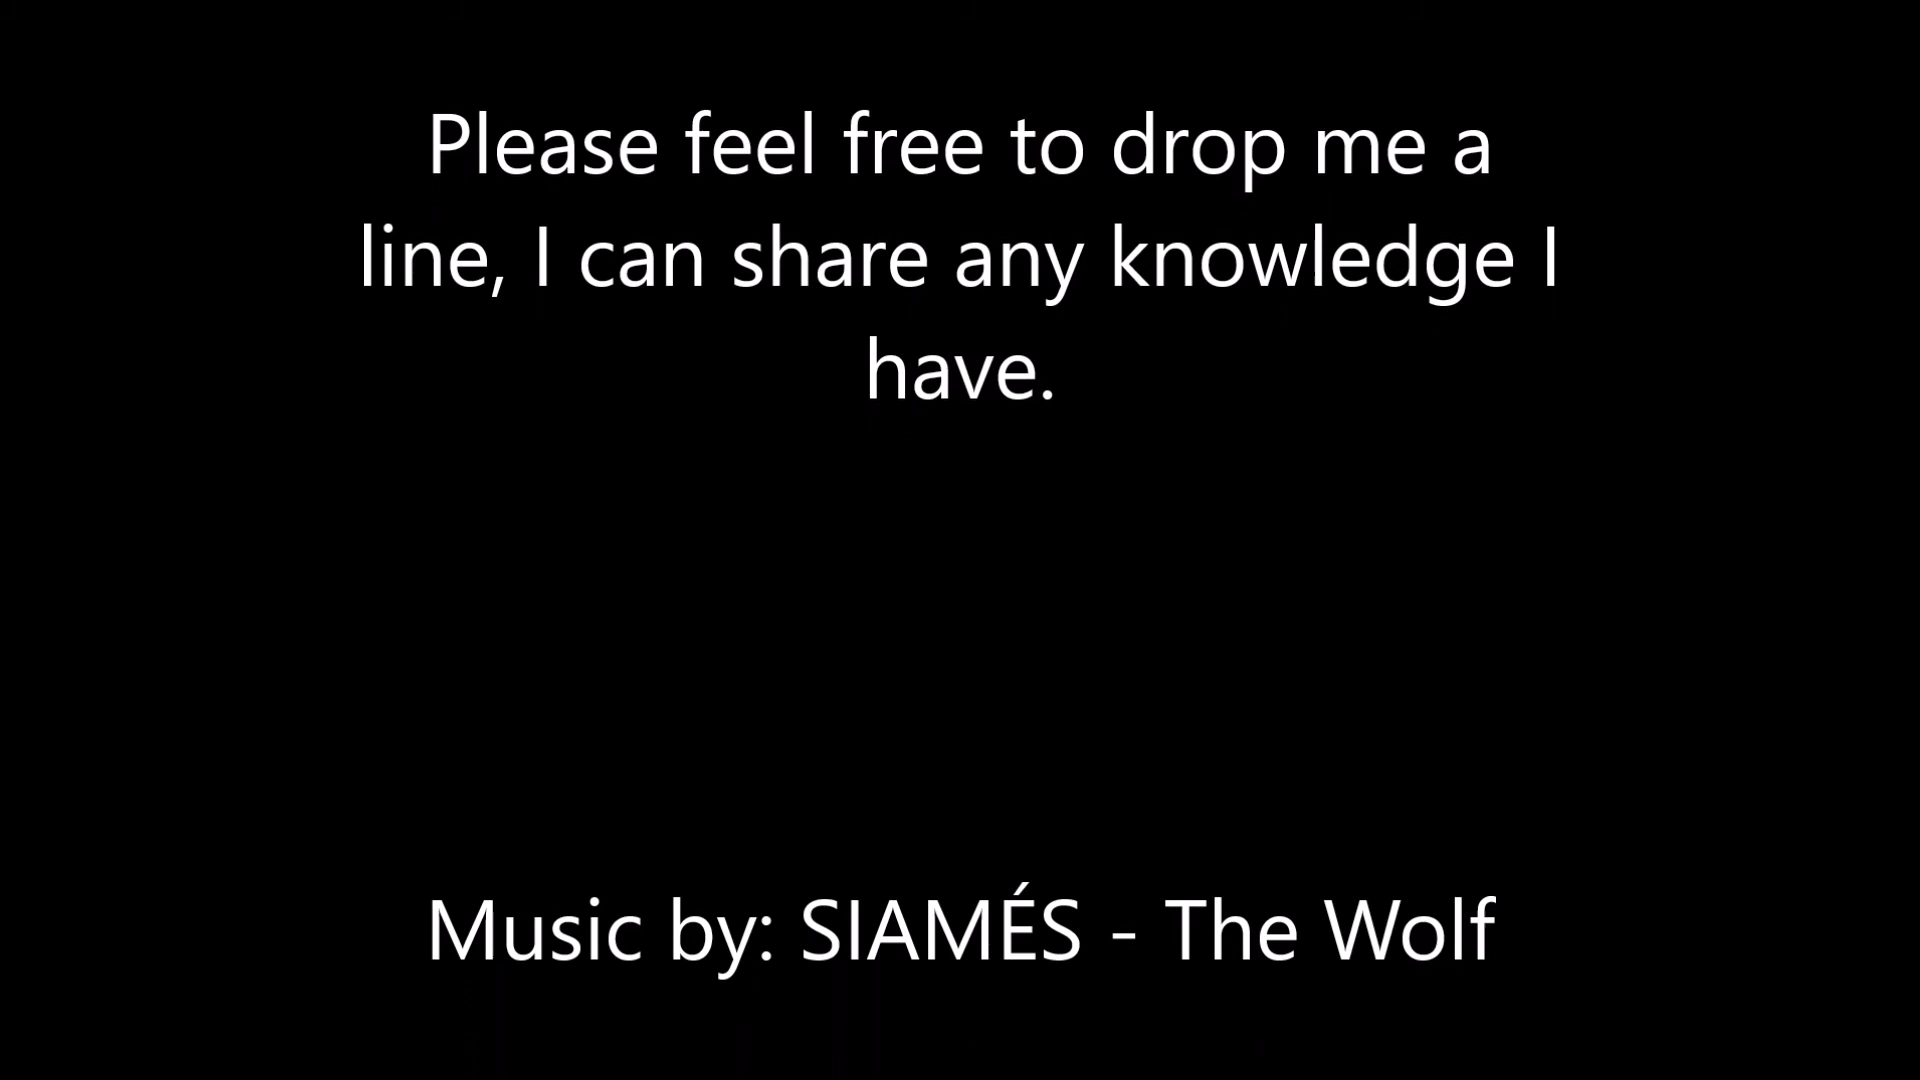 Please feel free to drop me a
line, I can share any knowledge I
have.
Music by: SIAMÉS - The Wolf